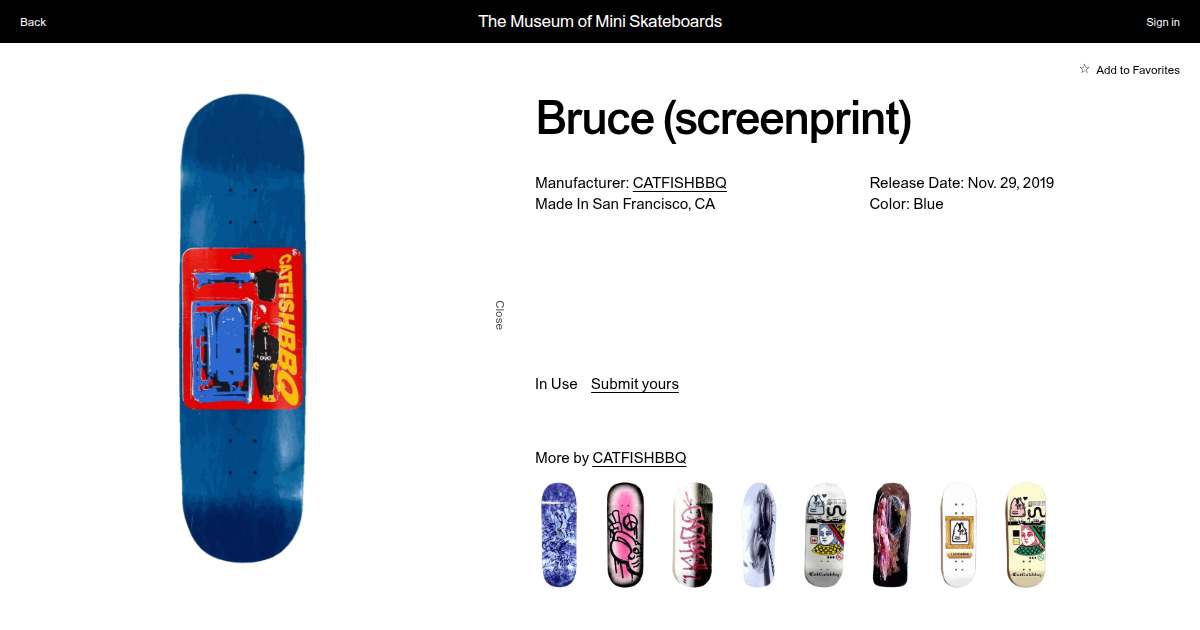 Back
The Museum of Mini Skateboards
Sign in
☆ Add to Favorites
Bruce (screenprint)
Manufacturer: CATFISHBBQ
Made In San Francisco, CA
Release Date: Nov. 29, 2019
Color: Blue
CATFISHBBQ
Close
In Use Submit yours
More by CATFISHBBQ